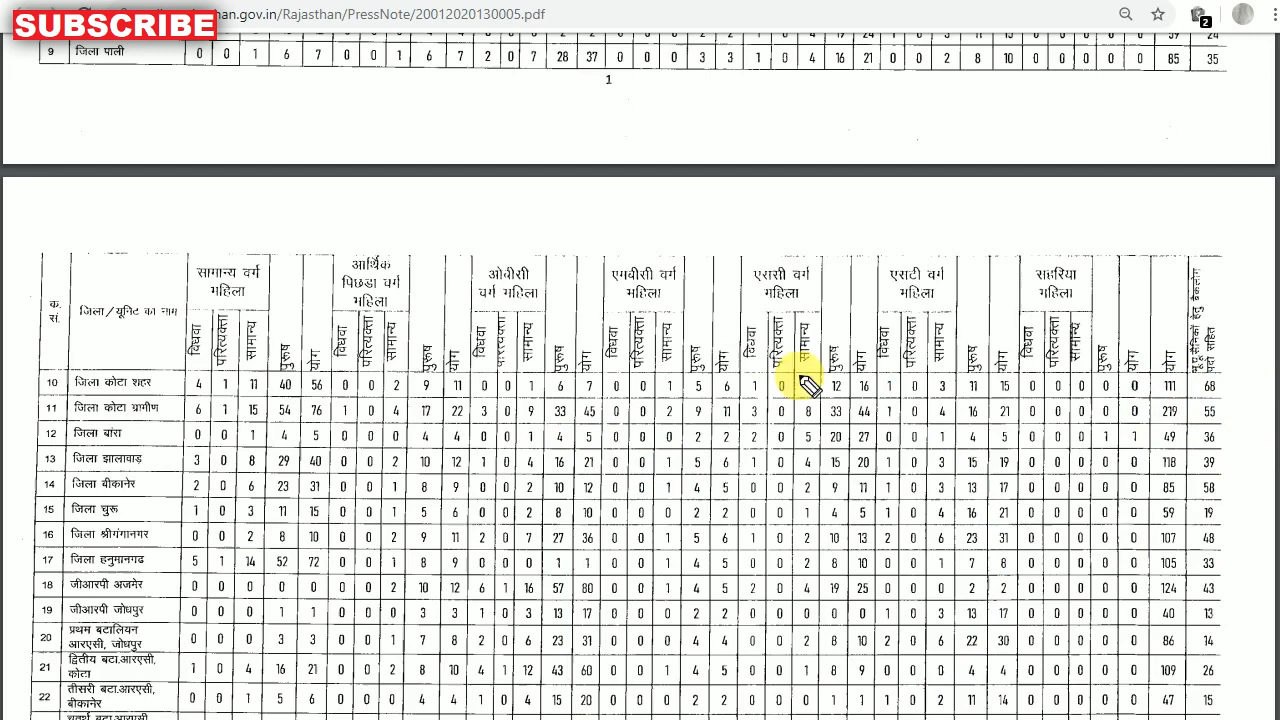 SUBSCRIBE
han.gov.in/Rajasthan/PressNote/20012020130005.pdf
2
9 जिला पाली 0 0 1 6 7 0 0 1 6 7 2 0 7 28 37 0 0 0 3 3 1 0 4 16 21 0 0 2 8 10 0 0 0 0 0 85 35
1
क. सं. जिला/यूनिट का नाम सामान्य वर्ग महिला पुरूष योग आर्थिक पिछडा वर्ग महिला पुरूष योग ओबीसी वर्ग महिला पुरूष योग एमबीसी वर्ग महिला पुरूष योग एससी वर्ग महिला पुरूष योग एसटी वर्ग महिला पुरूष योग सहरिया महिला पुरूष योग योग भूतपूर्व सैनिकों हेतु बैकलॉग पदों सहित
विधवा परित्यक्ता सामान्य विधवा परित्यक्ता सामान्य विधवा परित्यक्ता सामान्य विधवा परित्यक्ता सामान्य विधवा परित्यक्ता सामान्य विधवा परित्यक्ता सामान्य विधवा परित्यक्ता सामान्य
10 जिला कोटा शहर 4 1 11 40 56 0 0 2 9 11 0 0 1 6 7 0 0 1 5 6 1 0 12 16 1 0 3 11 15 0 0 0 0 0 111 68
11 जिला कोटा ग्रामीण 6 1 15 54 76 1 0 4 17 22 3 0 9 33 45 0 0 2 9 11 3 0 8 33 44 1 0 4 16 21 0 0 0 0 0 219 55
12 जिला बांरा 0 0 1 4 5 0 0 0 4 4 0 0 1 4 5 0 0 0 2 2 2 0 5 20 27 0 0 1 4 5 0 0 0 1 1 49 36
13 जिला झालावाड़ 3 0 8 29 40 0 0 2 10 12 1 0 4 16 21 0 0 1 5 6 1 0 4 15 20 1 0 3 15 19 0 0 0 0 0 118 39
14 जिला बीकानेर 2 0 6 23 31 0 0 1 8 9 0 0 2 10 12 0 0 1 4 5 0 0 2 9 11 1 0 3 13 17 0 0 0 0 0 85 58
15 जिला चुरू 1 0 3 11 15 0 0 1 5 6 0 0 2 8 10 0 0 0 2 2 0 0 1 4 5 1 0 4 16 21 0 0 0 0 0 59 19
16 जिला श्रीगंगानगर 0 0 2 8 10 0 0 2 9 11 2 0 7 27 36 0 0 1 5 6 1 0 2 10 13 2 0 6 23 31 0 0 0 0 0 107 48
17 जिला हनुमानगढ 5 1 14 52 72 0 0 1 8 9 0 0 0 1 1 0 0 1 4 5 0 0 2 8 10 0 0 1 7 8 0 0 0 0 0 105 33
18 जीआरपी अजमेर 0 0 0 0 0 0 0 2 10 12 6 1 16 57 80 0 0 1 4 5 2 0 4 19 25 0 0 0 2 2 0 0 0 0 0 124 43
19 जीआरपी जोधपुर 0 0 0 1 1 0 0 0 3 3 1 0 3 13 17 0 0 0 2 2 0 0 0 0 0 1 0 3 13 17 0 0 0 0 0 40 13
20 प्रथम बटालियन आरएसी, जोधपुर 0 0 0 3 3 0 0 1 7 8 2 0 6 23 31 0 0 0 4 4 0 0 2 8 10 2 0 6 22 30 0 0 0 0 0 86 14
21 द्वितीय बटा.आरएसी, कोटा 1 0 4 16 21 0 0 2 8 10 4 1 12 43 60 0 0 1 4 5 0 0 1 8 9 0 0 0 4 4 0 0 0 0 0 109 26
22 तीसरी बटा.आरएसी, बीकानेर 0 0 1 5 6 0 0 0 4 4 1 0 4 15 20 0 0 0 2 2 0 0 0 1 1 1 0 2 11 14 0 0 0 0 0 47 15